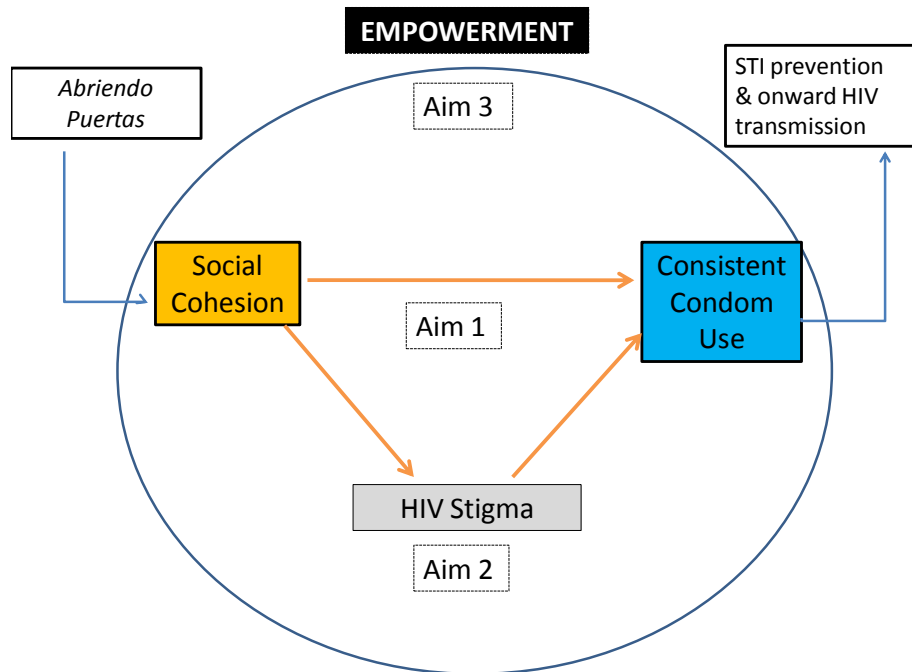 EMPOWERMENT
Abriendo
Puertas
STI prevention
& onward HIV
transmission
Aim 3
Social
Cohesion
Consistent
Condom
Use
Aim 1
HIV Stigma
Aim 2